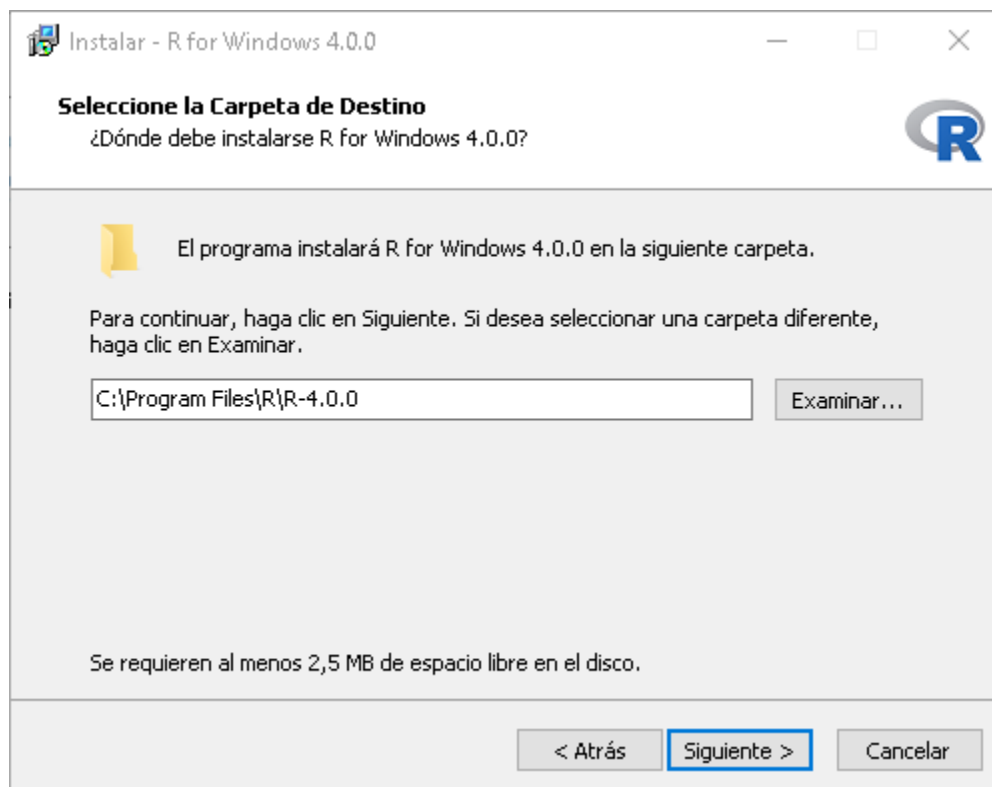 Instalar - R for Windows 4.0.0
Seleccione la Carpeta de Destino
¿Dónde debe instalarse R for Windows 4.0.0?
R
El programa instalará R for Windows 4.0.0 en la siguiente carpeta.
Para continuar, haga clic en Siguiente. Si desea seleccionar una carpeta diferente,
haga clic en Examinar.
C:\Program Files\R\R-4.0.0
Examinar...
Se requieren al menos 2,5 MB de espacio libre en el disco.
< Atrás
Siguiente >
Cancelar